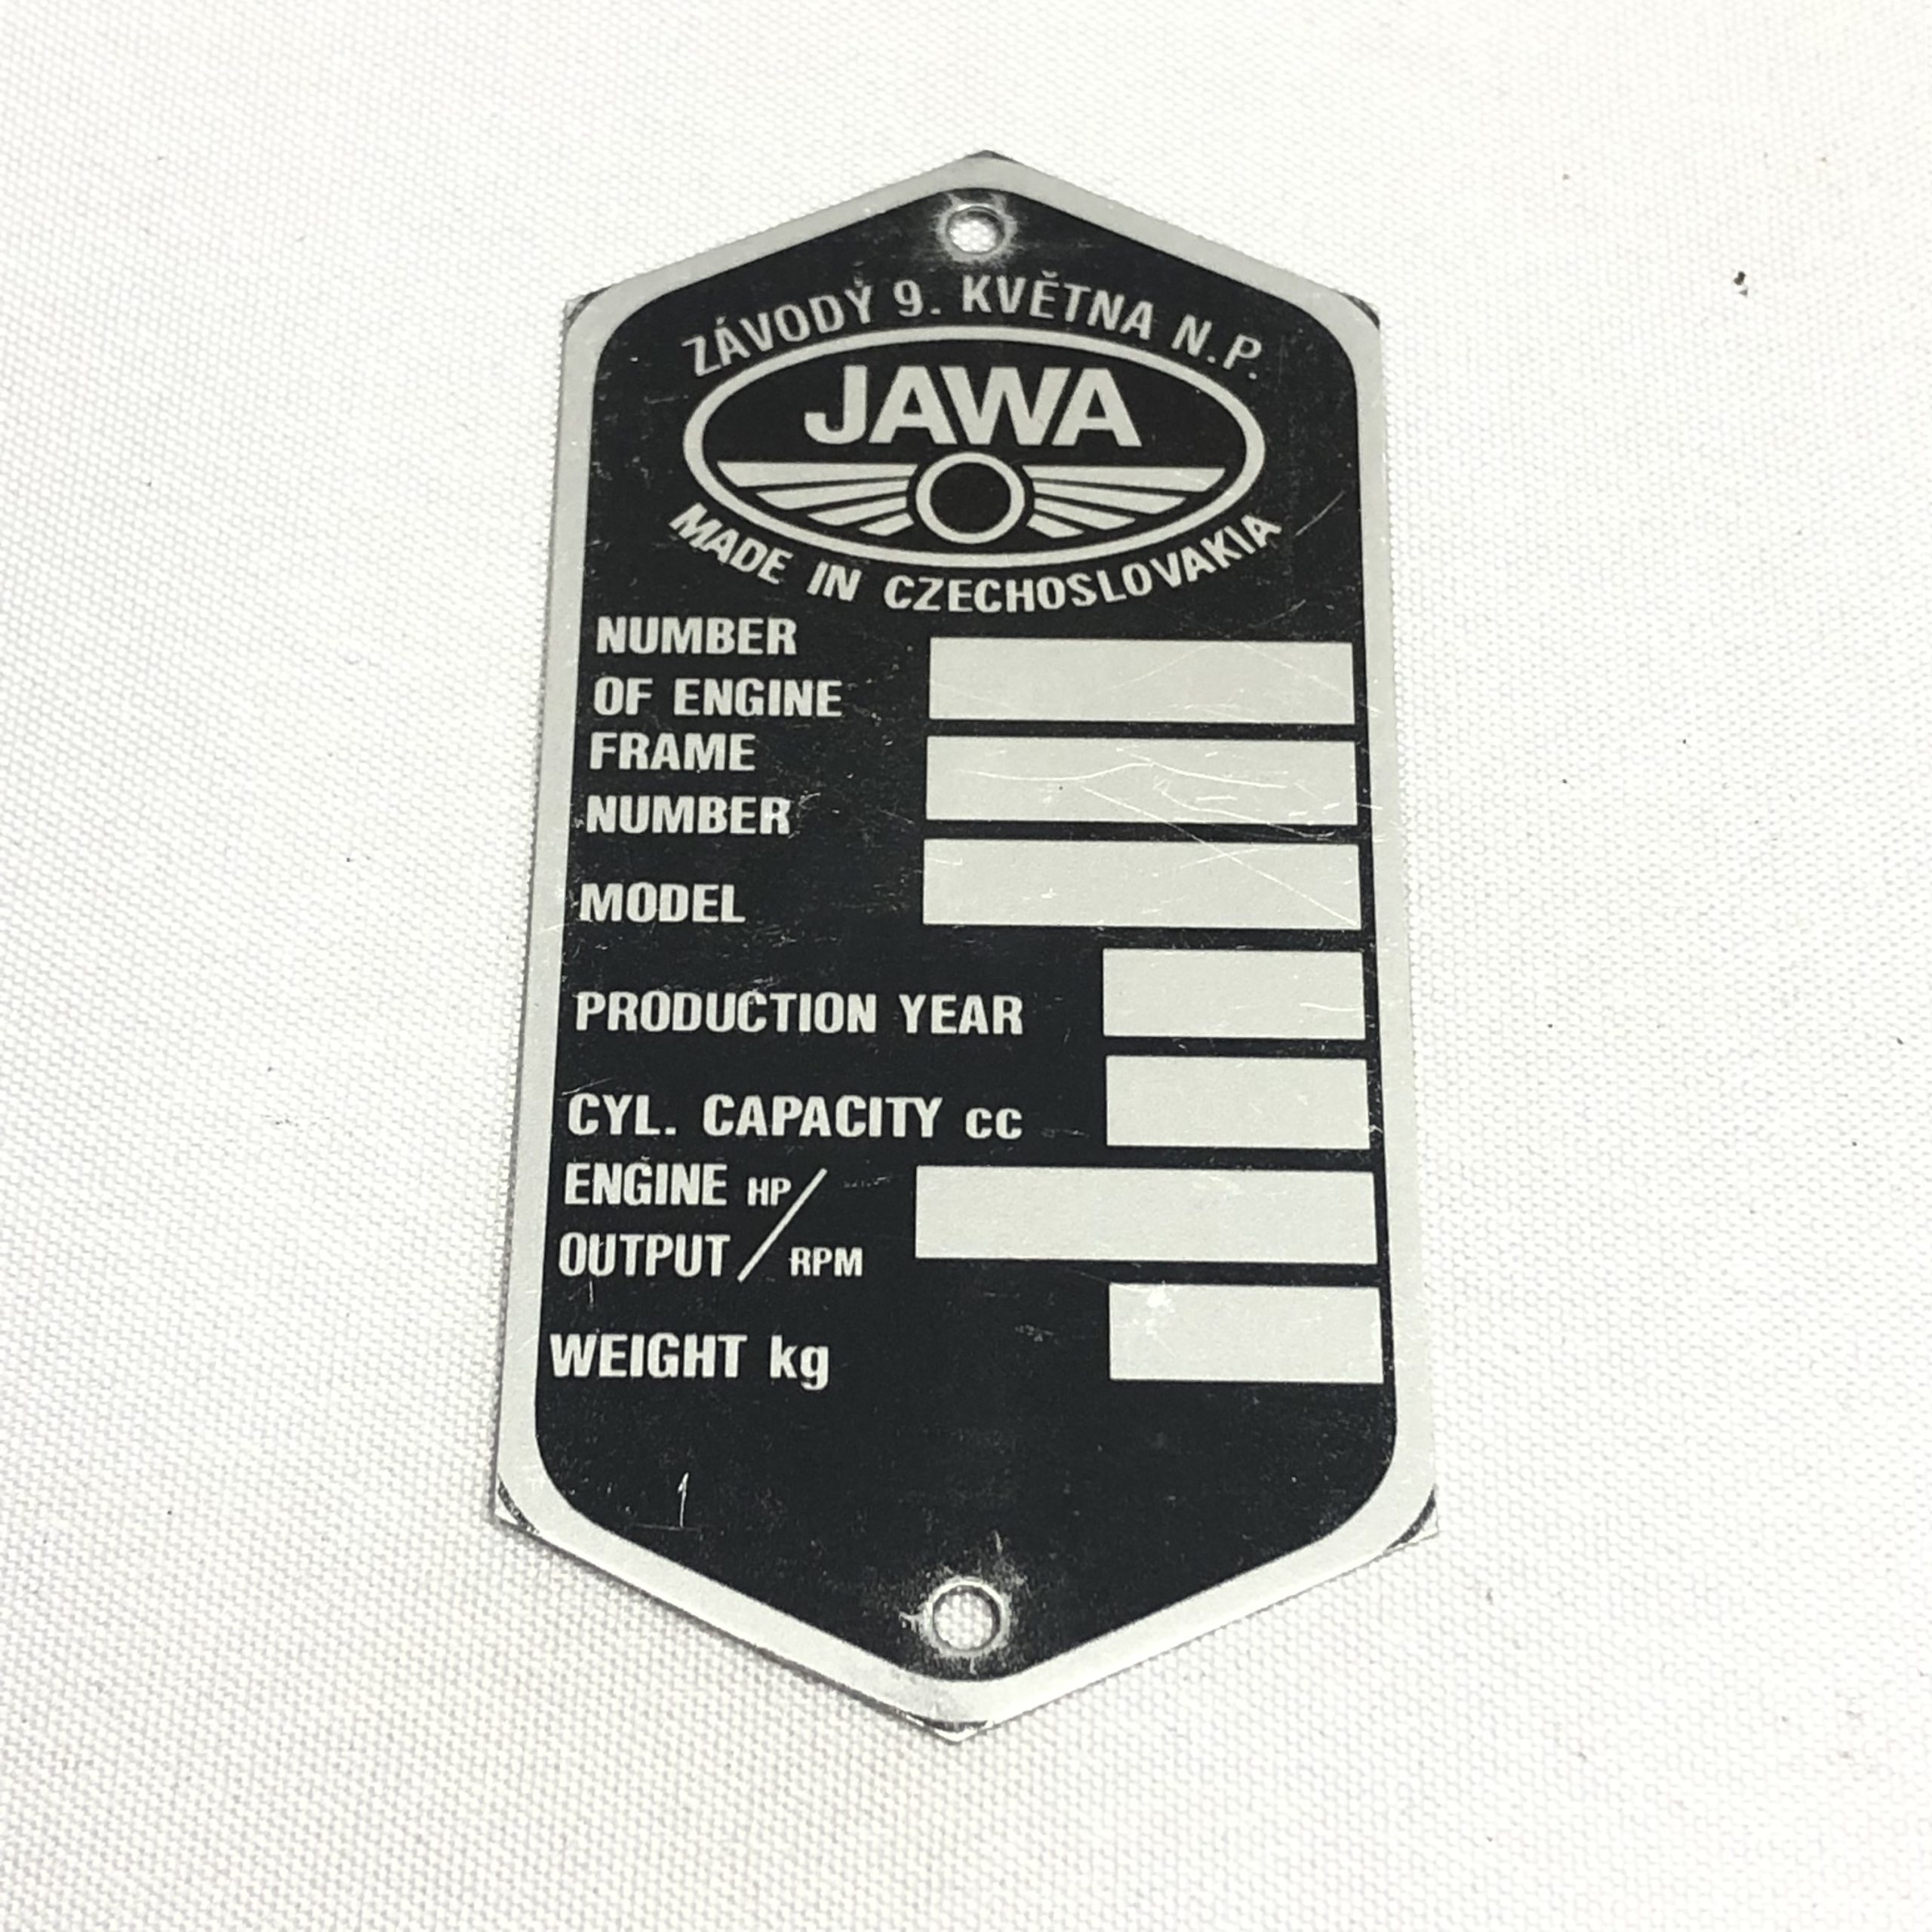 ZÁVODÝ 9. KVĚTNA N.P.
JAWA
MADE IN CZECHOSLOVAKIA
NUMBER
OF ENGINE
FRAME
NUMBER
MODEL
PRODUCTION YEAR
CYL. CAPACITY cc
ENGINE HP/
OUTPUT /RPM
WEIGHT kg